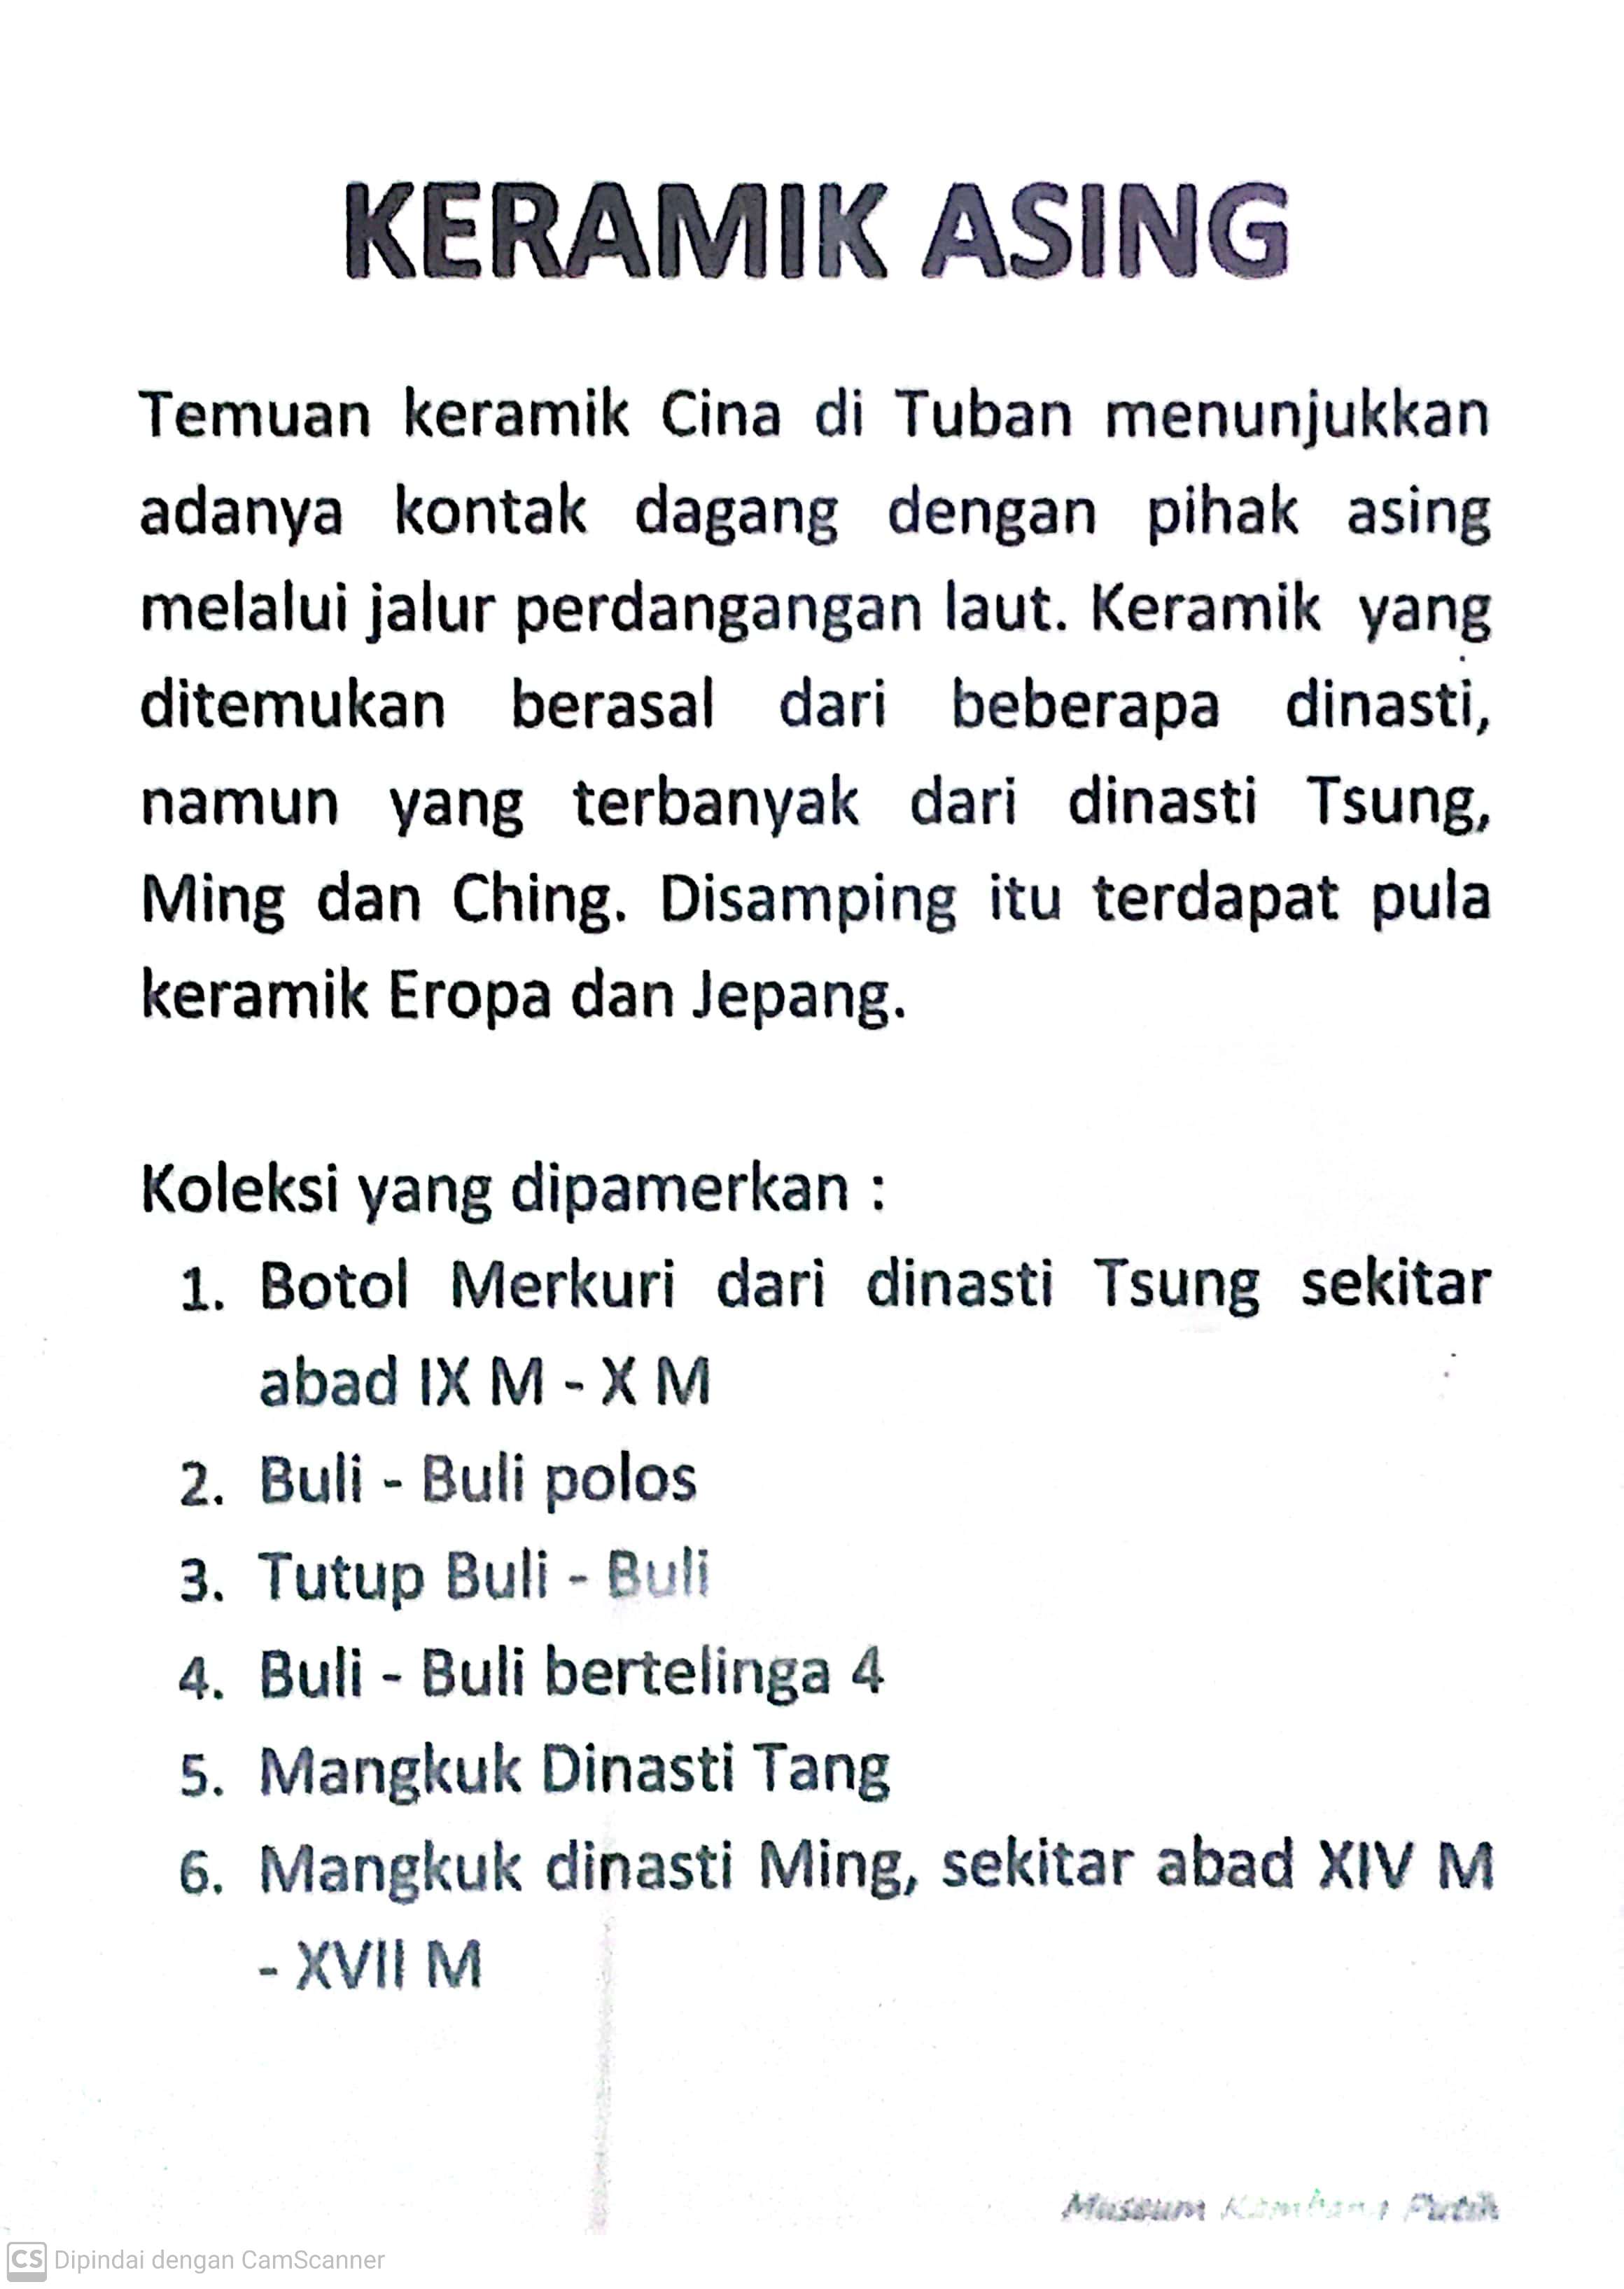 KERAMIK ASING
Temuan keramik Cina di Tuban menunjukkan
adanya kontak dagang dengan pihak asing
melalui jalur perdangangan laut. Keramik yang
ditemukan berasal dari beberapa dinasti,
namun yang terbanyak dari dinasti Tsung,
Ming dan Ching. Disamping itu terdapat pula
keramik Eropa dan Jepang.
Koleksi yang dipamerkan :
1. Botol Merkuri dari dinasti Tsung sekitar
abad IX M - X M
2. Buli - Buli polos
3. Tutup Buli - Buli
4. Buli - Buli bertelinga 4
5. Mangkuk Dinasti Tang
6. Mangkuk dinasti Ming, sekitar abad XIV M
- XVII M
Museum Kambang Putih
CS Dipindai dengan CamScanner